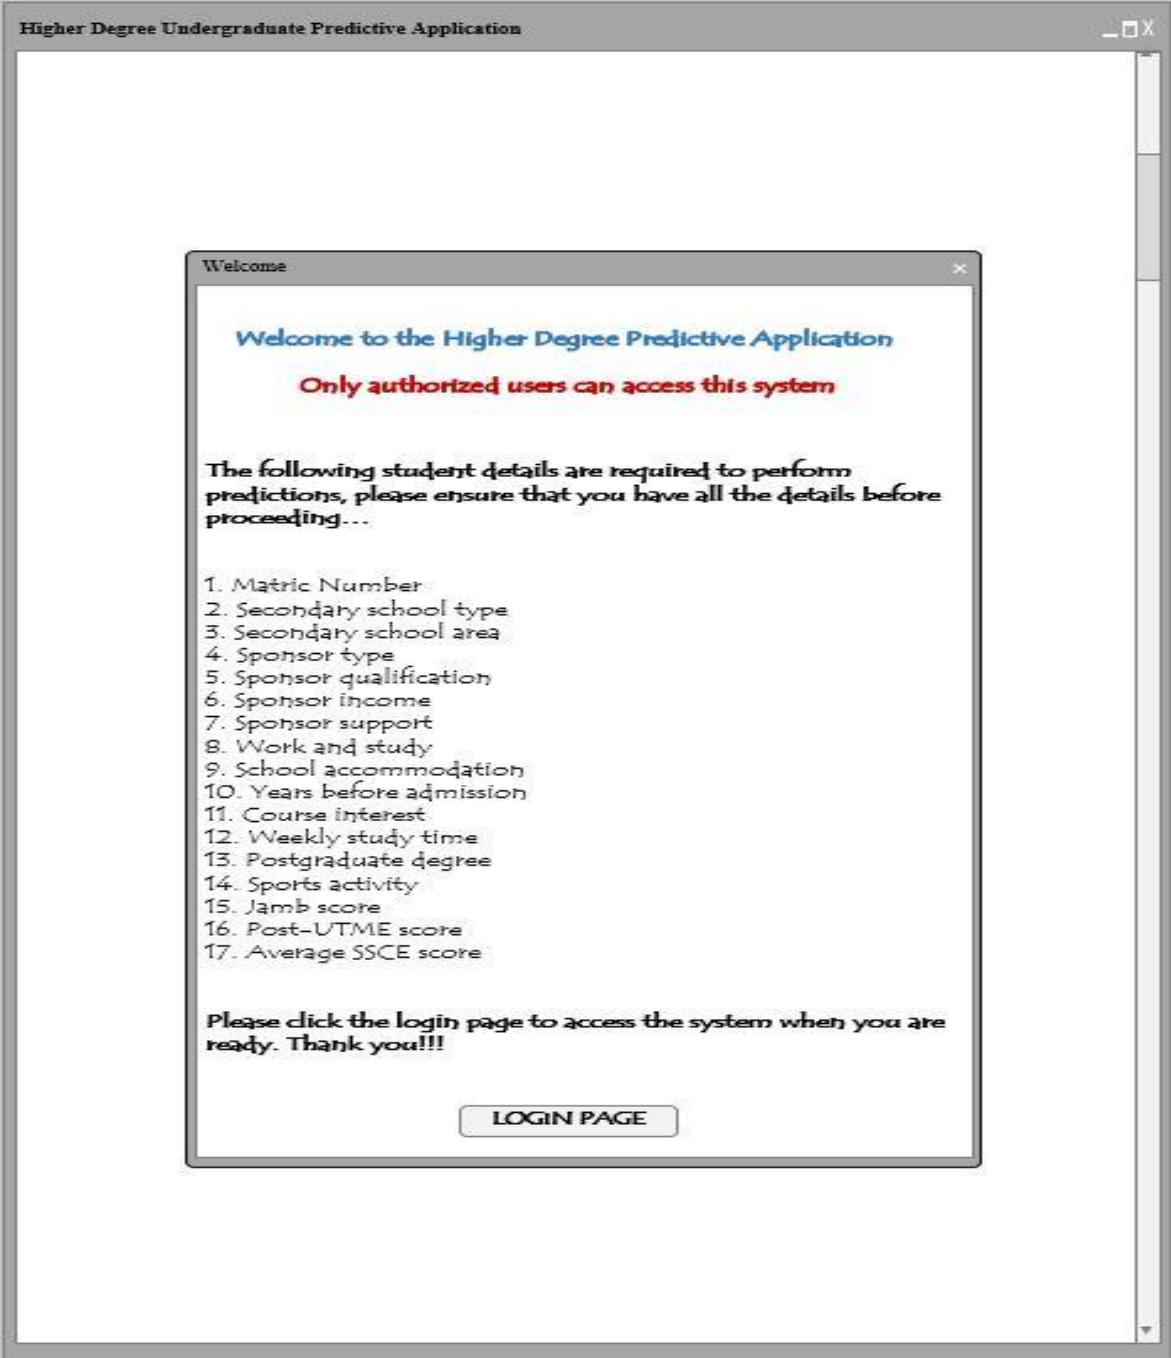 Higher Degree Undergraduate Predictive Application
Welcome
Welcome to the Higher Degree Predictive Application
Only authorized users can access this system
The following student details are required to perform
predictions, please ensure that you have all the details before
proceeding...
1. Matric Number
2. Secondary school type
3. Secondary school area
4. Sponsor type
5. Sponsor qualification
6. Sponsor income
7. Sponsor support
8. Work and study
9. School accommodation
10. Years before admission
11. Course interest
12. Weekly study time
13. Postgraduate degree
14. Sports activity
15. Jamb score
16. Post-UTME score
17. Average SSCE score
Please click the login page to access the system when you are
ready. Thank you!!!
LOGIN PAGE